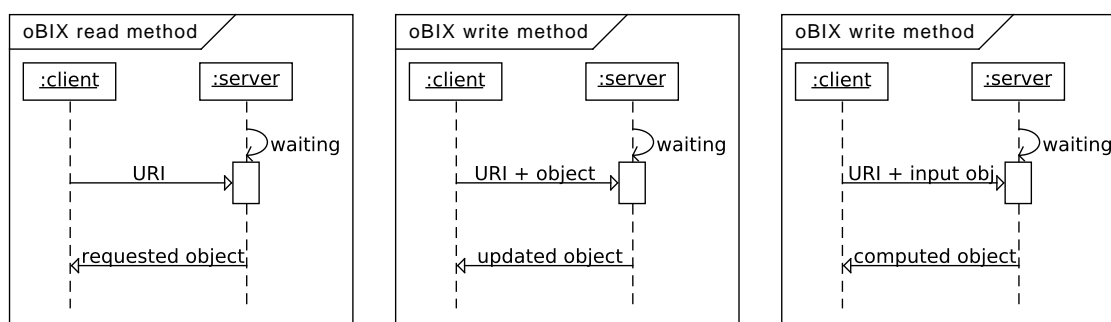 oBIX read method
:client
:server
waiting
URI
requested object
oBIX write method
:client
:server
waiting
URI + object
updated object
oBIX write method
:client
:server
waiting
URI + input obj
computed object